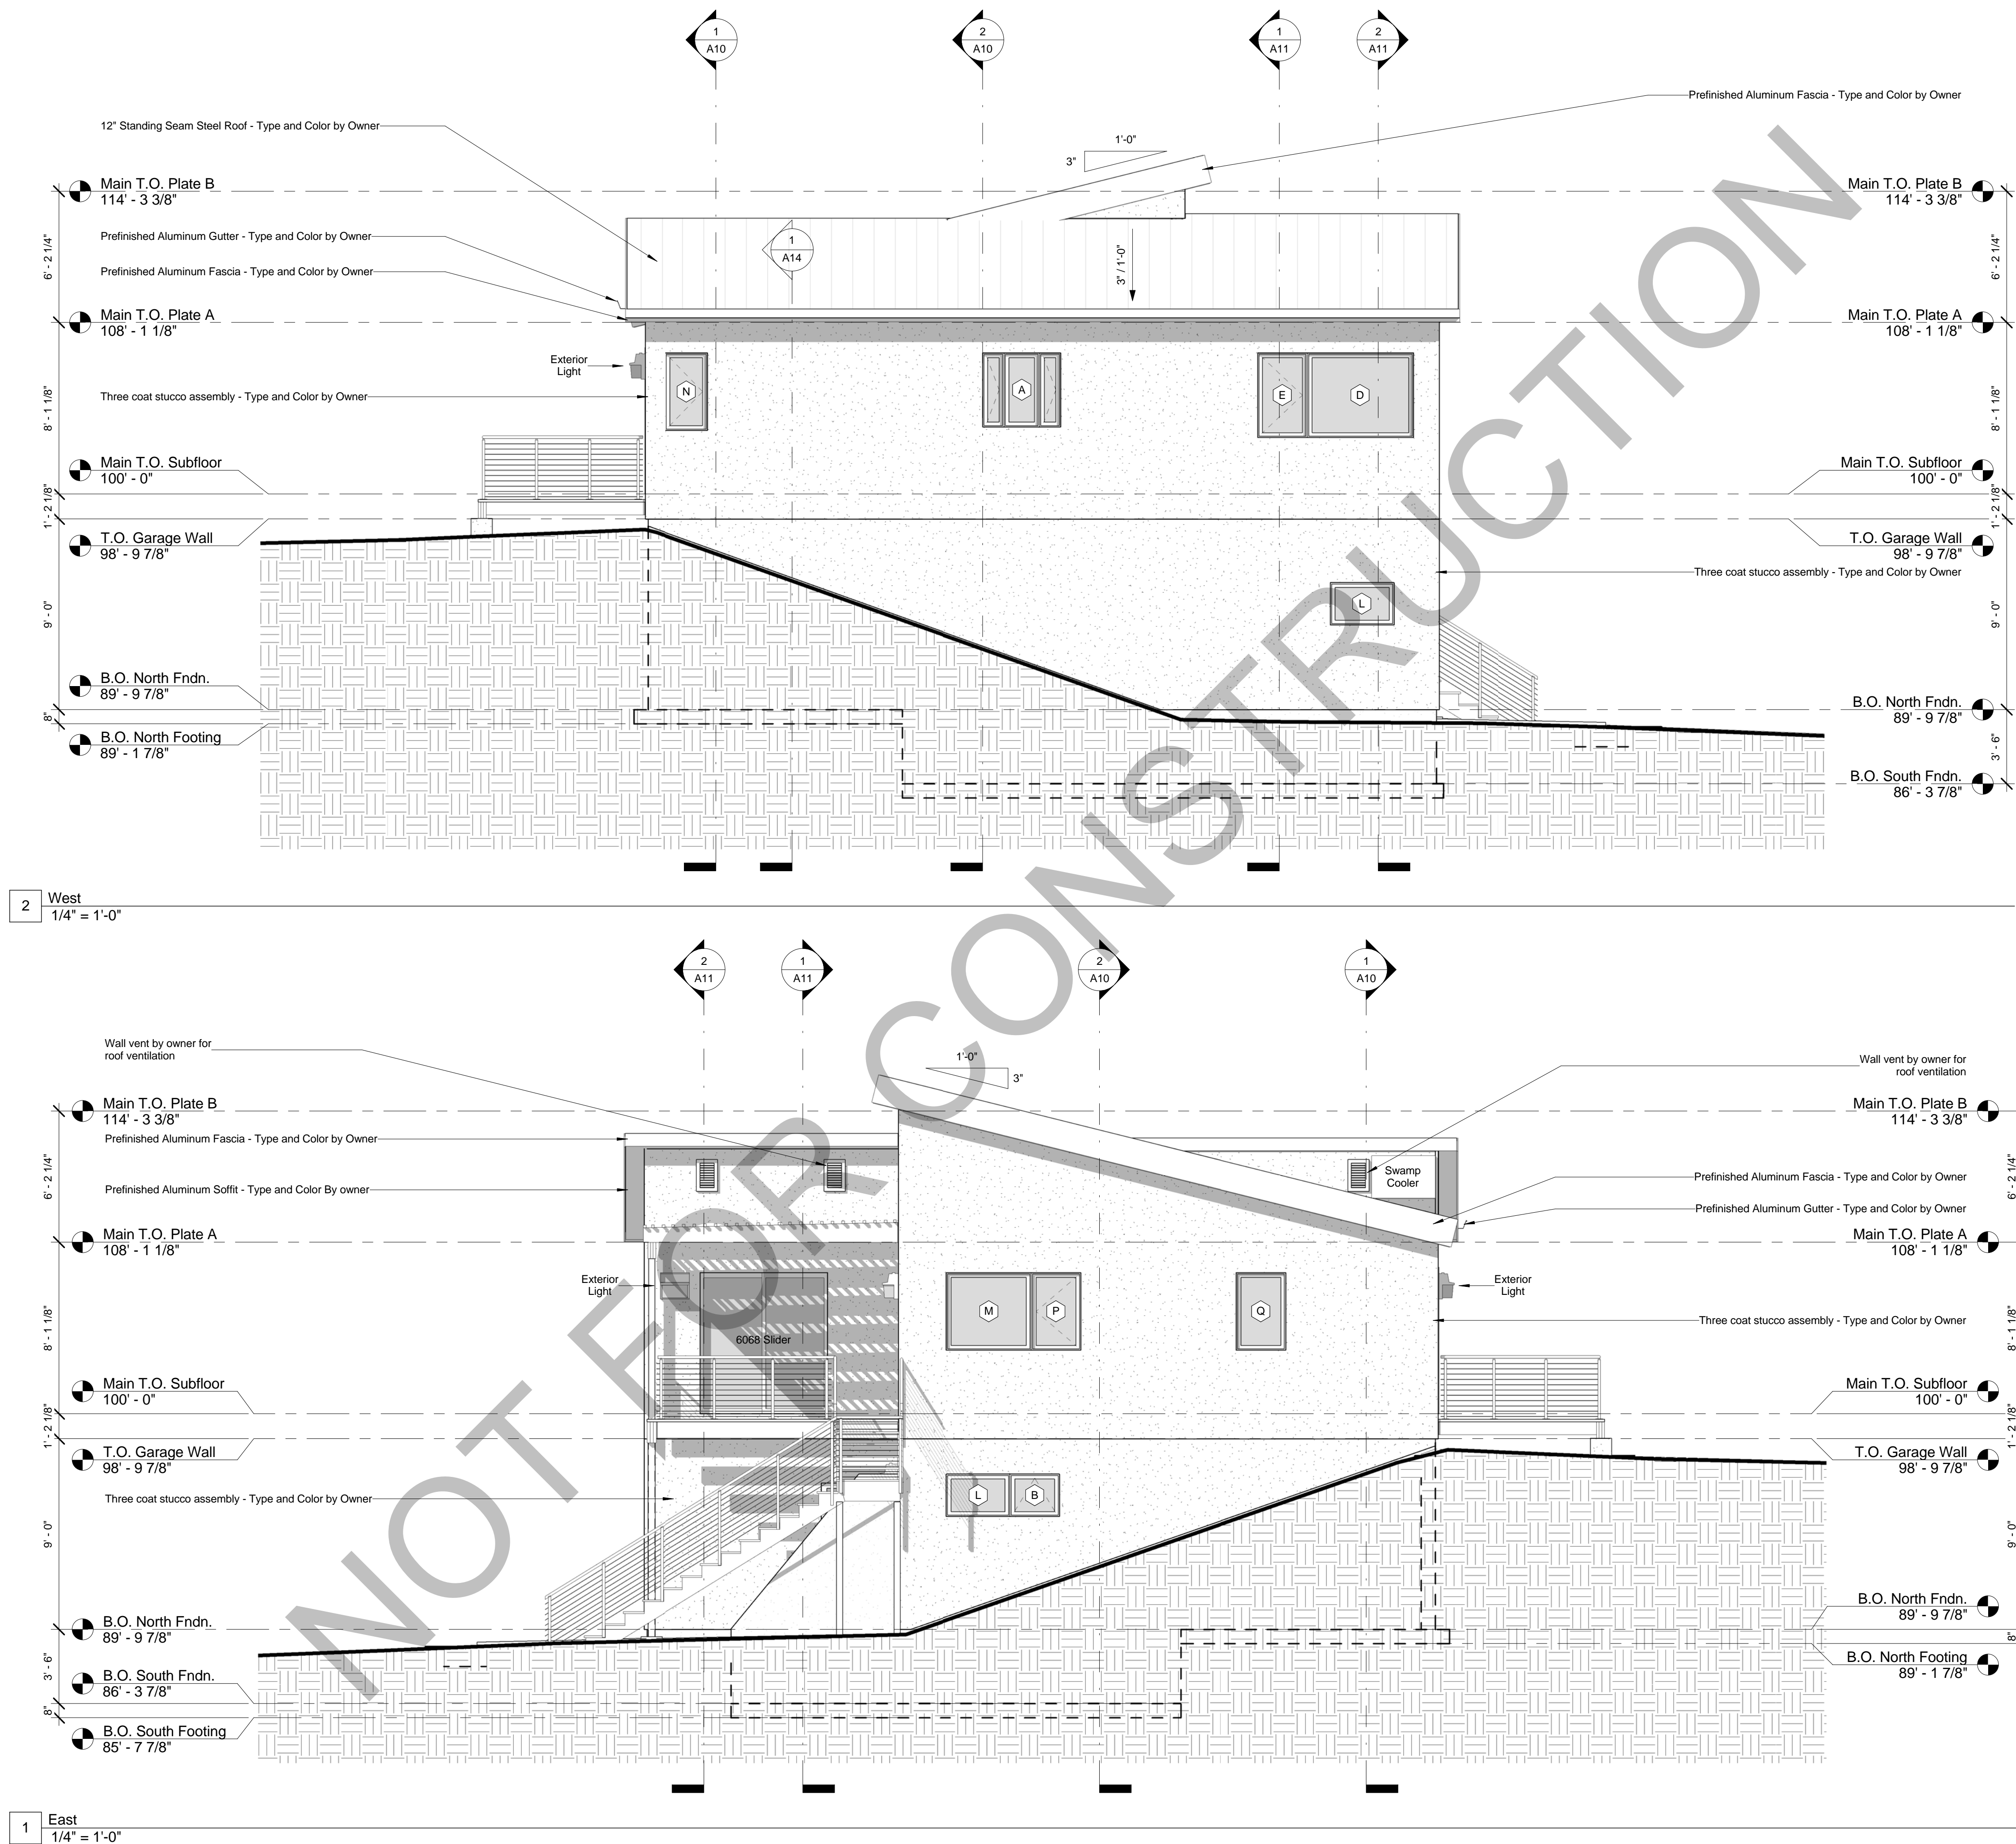 1
A10
2
A10
1
A11
2
A11
Prefinished Aluminum Fascia - Type and Color by Owner
12" Standing Seam Steel Roof - Type and Color by Owner
1'-0"
3"
Main T.O. Plate B
114' - 3 3/8"
Main T.O. Plate B
114' - 3 3/8"
6' - 2 1/4"
Prefinished Aluminum Gutter - Type and Color by Owner
1
A14
3" / 1'-0"
6' - 2 1/4"
Prefinished Aluminum Fascia - Type and Color by Owner
Main T.O. Plate A
108' - 1 1/8"
Main T.O. Plate A
108' - 1 1/8"
Exterior
Light
N
A
E
D
8' - 1 1/8"
Three coat stucco assembly - Type and Color by Owner
8' - 1 1/8"
Main T.O. Subfloor
100' - 0"
Main T.O. Subfloor
100' - 0"
1' - 2 1/8"
1' - 2 1/8"
T.O. Garage Wall
98' - 9 7/8"
T.O. Garage Wall
98' - 9 7/8"
Three coat stucco assembly - Type and Color by Owner
L
9' - 0"
9' - 0"
B.O. North Fndn.
89' - 9 7/8"
B.O. North Fndn.
89' - 9 7/8"
8"
B.O. North Footing
89' - 1 7/8"
3' - 6"
B.O. South Fndn.
86' - 3 7/8"
2
West
1/4" = 1'-0"
NOT FOR CONSTRUCTION
2
A11
1
A11
2
A10
1
A10
Wall vent by owner for
roof ventilation
1'-0"
3"
Wall vent by owner for
roof ventilation
Main T.O. Plate B
114' - 3 3/8"
Main T.O. Plate B
114' - 3 3/8"
Prefinished Aluminum Fascia - Type and Color by Owner
6' - 2 1/4"
Swamp
Cooler
Prefinished Aluminum Fascia - Type and Color by Owner
6' - 2 1/4"
Prefinished Aluminum Soffit - Type and Color By owner
Prefinished Aluminum Gutter - Type and Color by Owner
Main T.O. Plate A
108' - 1 1/8"
Main T.O. Plate A
108' - 1 1/8"
Exterior
Light
Exterior
Light
M
P
Q
6068 Slider
8' - 1 1/8"
Three coat stucco assembly - Type and Color by Owner
8' - 1 1/8"
Main T.O. Subfloor
100' - 0"
Main T.O. Subfloor
100' - 0"
1' - 2 1/8"
1' - 2 1/8"
T.O. Garage Wall
98' - 9 7/8"
T.O. Garage Wall
98' - 9 7/8"
Three coat stucco assembly - Type and Color by Owner
L
B
9' - 0"
9' - 0"
B.O. North Fndn.
89' - 9 7/8"
B.O. North Fndn.
89' - 9 7/8"
3' - 6"
8"
B.O. South Fndn.
86' - 3 7/8"
B.O. North Footing
89' - 1 7/8"
8"
B.O. South Footing
85' - 7 7/8"
1
East
1/4" = 1'-0"